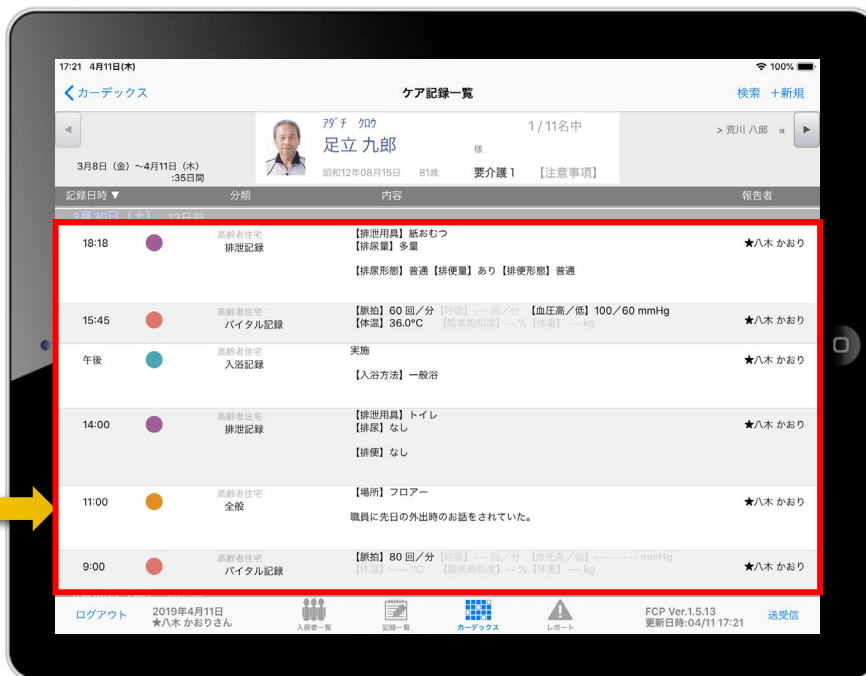 17:21 4月11日(木) 100%
カーデックス ケア記録一覧 検索 +新規
アダチ クロウ 1 / 11名中
足立 九郎 様 > 荒川 八郎 様
3月8日（金）～4月11日（木）
:35日間
昭和12年08月15日 81歳 要介護1 【注意事項】
記録日時 ▼ 分類 内容 報告者
3月30日（土） 12日前
高齢者住宅 【排泄用具】紙おむつ
18:18 排泄記録 【排尿量】多量 ★八木 かおり
【排尿形態】普通【排便量】あり【排便形態】普通
高齢者住宅 【脈拍】60 回／分【呼吸】--- 回／分 【血圧高／低】100／60 mmHg
15:45 バイタル記録 【体温】36.0°C 【酸素飽和度】-- %【体重】--- kg ★八木 かおり
高齢者住宅 実施
午後 入浴記録 ★八木 かおり
【入浴方法】一般浴
高齢者住宅 【排泄用具】トイレ
14:00 排泄記録 【排尿】なし ★八木 かおり
【排便】なし
高齢者住宅 【場所】フロアー
11:00 全般 ★八木 かおり
職員に先日の外出時のお話をされていた。
高齢者住宅 【脈拍】80 回／分【呼吸】--- 回／分 【血圧高／低】--------- mmHg
9:00 バイタル記録 【体温】---- °C 【酸素飽和度】-- %【体重】--- kg ★八木 かおり
ログアウト 2019年4月11日 ★八木 かおりさん 入居者一覧 記録一覧 カーデックス レポート FCP Ver.1.5.13 更新日時:04/11 17:21 送受信